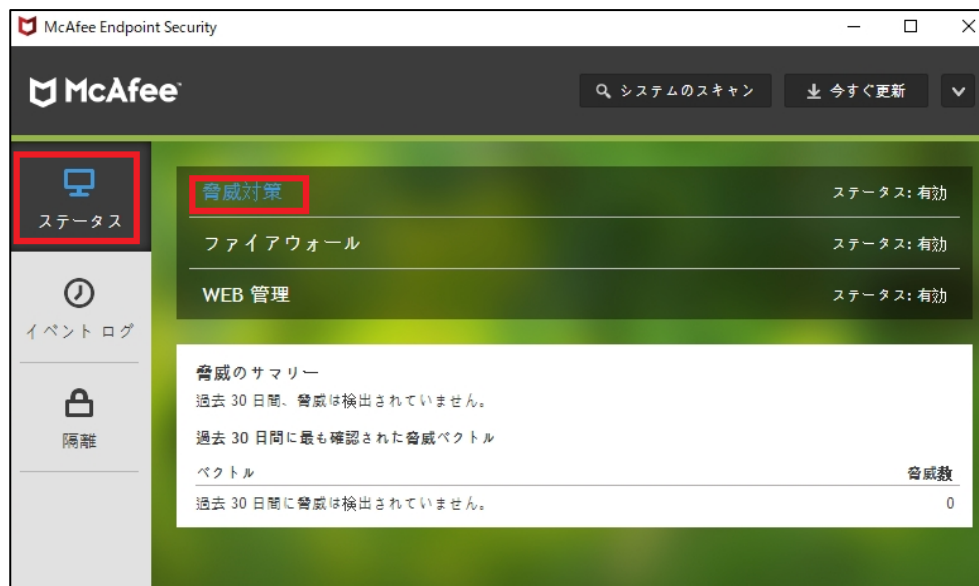 McAfee Endpoint Security
McAfee
システムのスキャン
今すぐ更新
ステータス
イベント ログ
隔離
脅威対策 ステータス: 有効
ファイアウォール ステータス: 有効
WEB 管理 ステータス: 有効
脅威のサマリー
過去 30 日間、脅威は検出されていません。
過去 30 日間に最も確認された脅威ベクトル
ベクトル 脅威数
過去 30 日間に脅威は検出されていません。 0